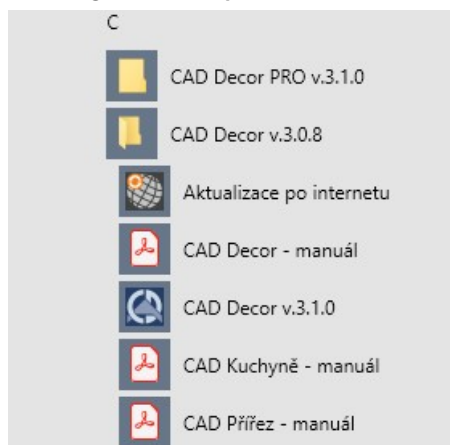 C
CAD Decor PRO v.3.1.0
CAD Decor v.3.0.8
Aktualizace po internetu
CAD Decor - manuál
CAD Decor v.3.1.0
CAD Kuchyně - manuál
CAD Přířez - manuál